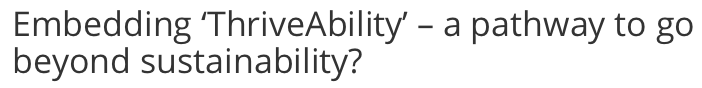 Embedding ‘ThriveAbility’ – a pathway to go
beyond sustainability?